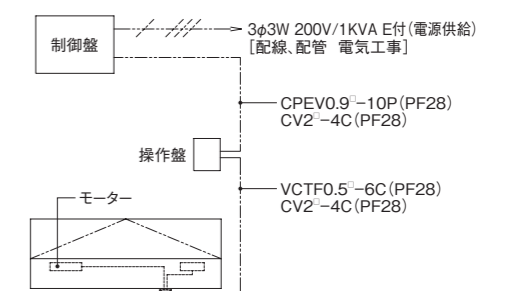 制御盤
3φ3W 200V/1KVA E付(電源供給)
[配線、配管 電気工事]
CPEV0.9□-10P(PF28)
CV2□-4C(PF28)
操作盤
VCTF0.5□-6C(PF28)
CV2□-4C(PF28)
モーター